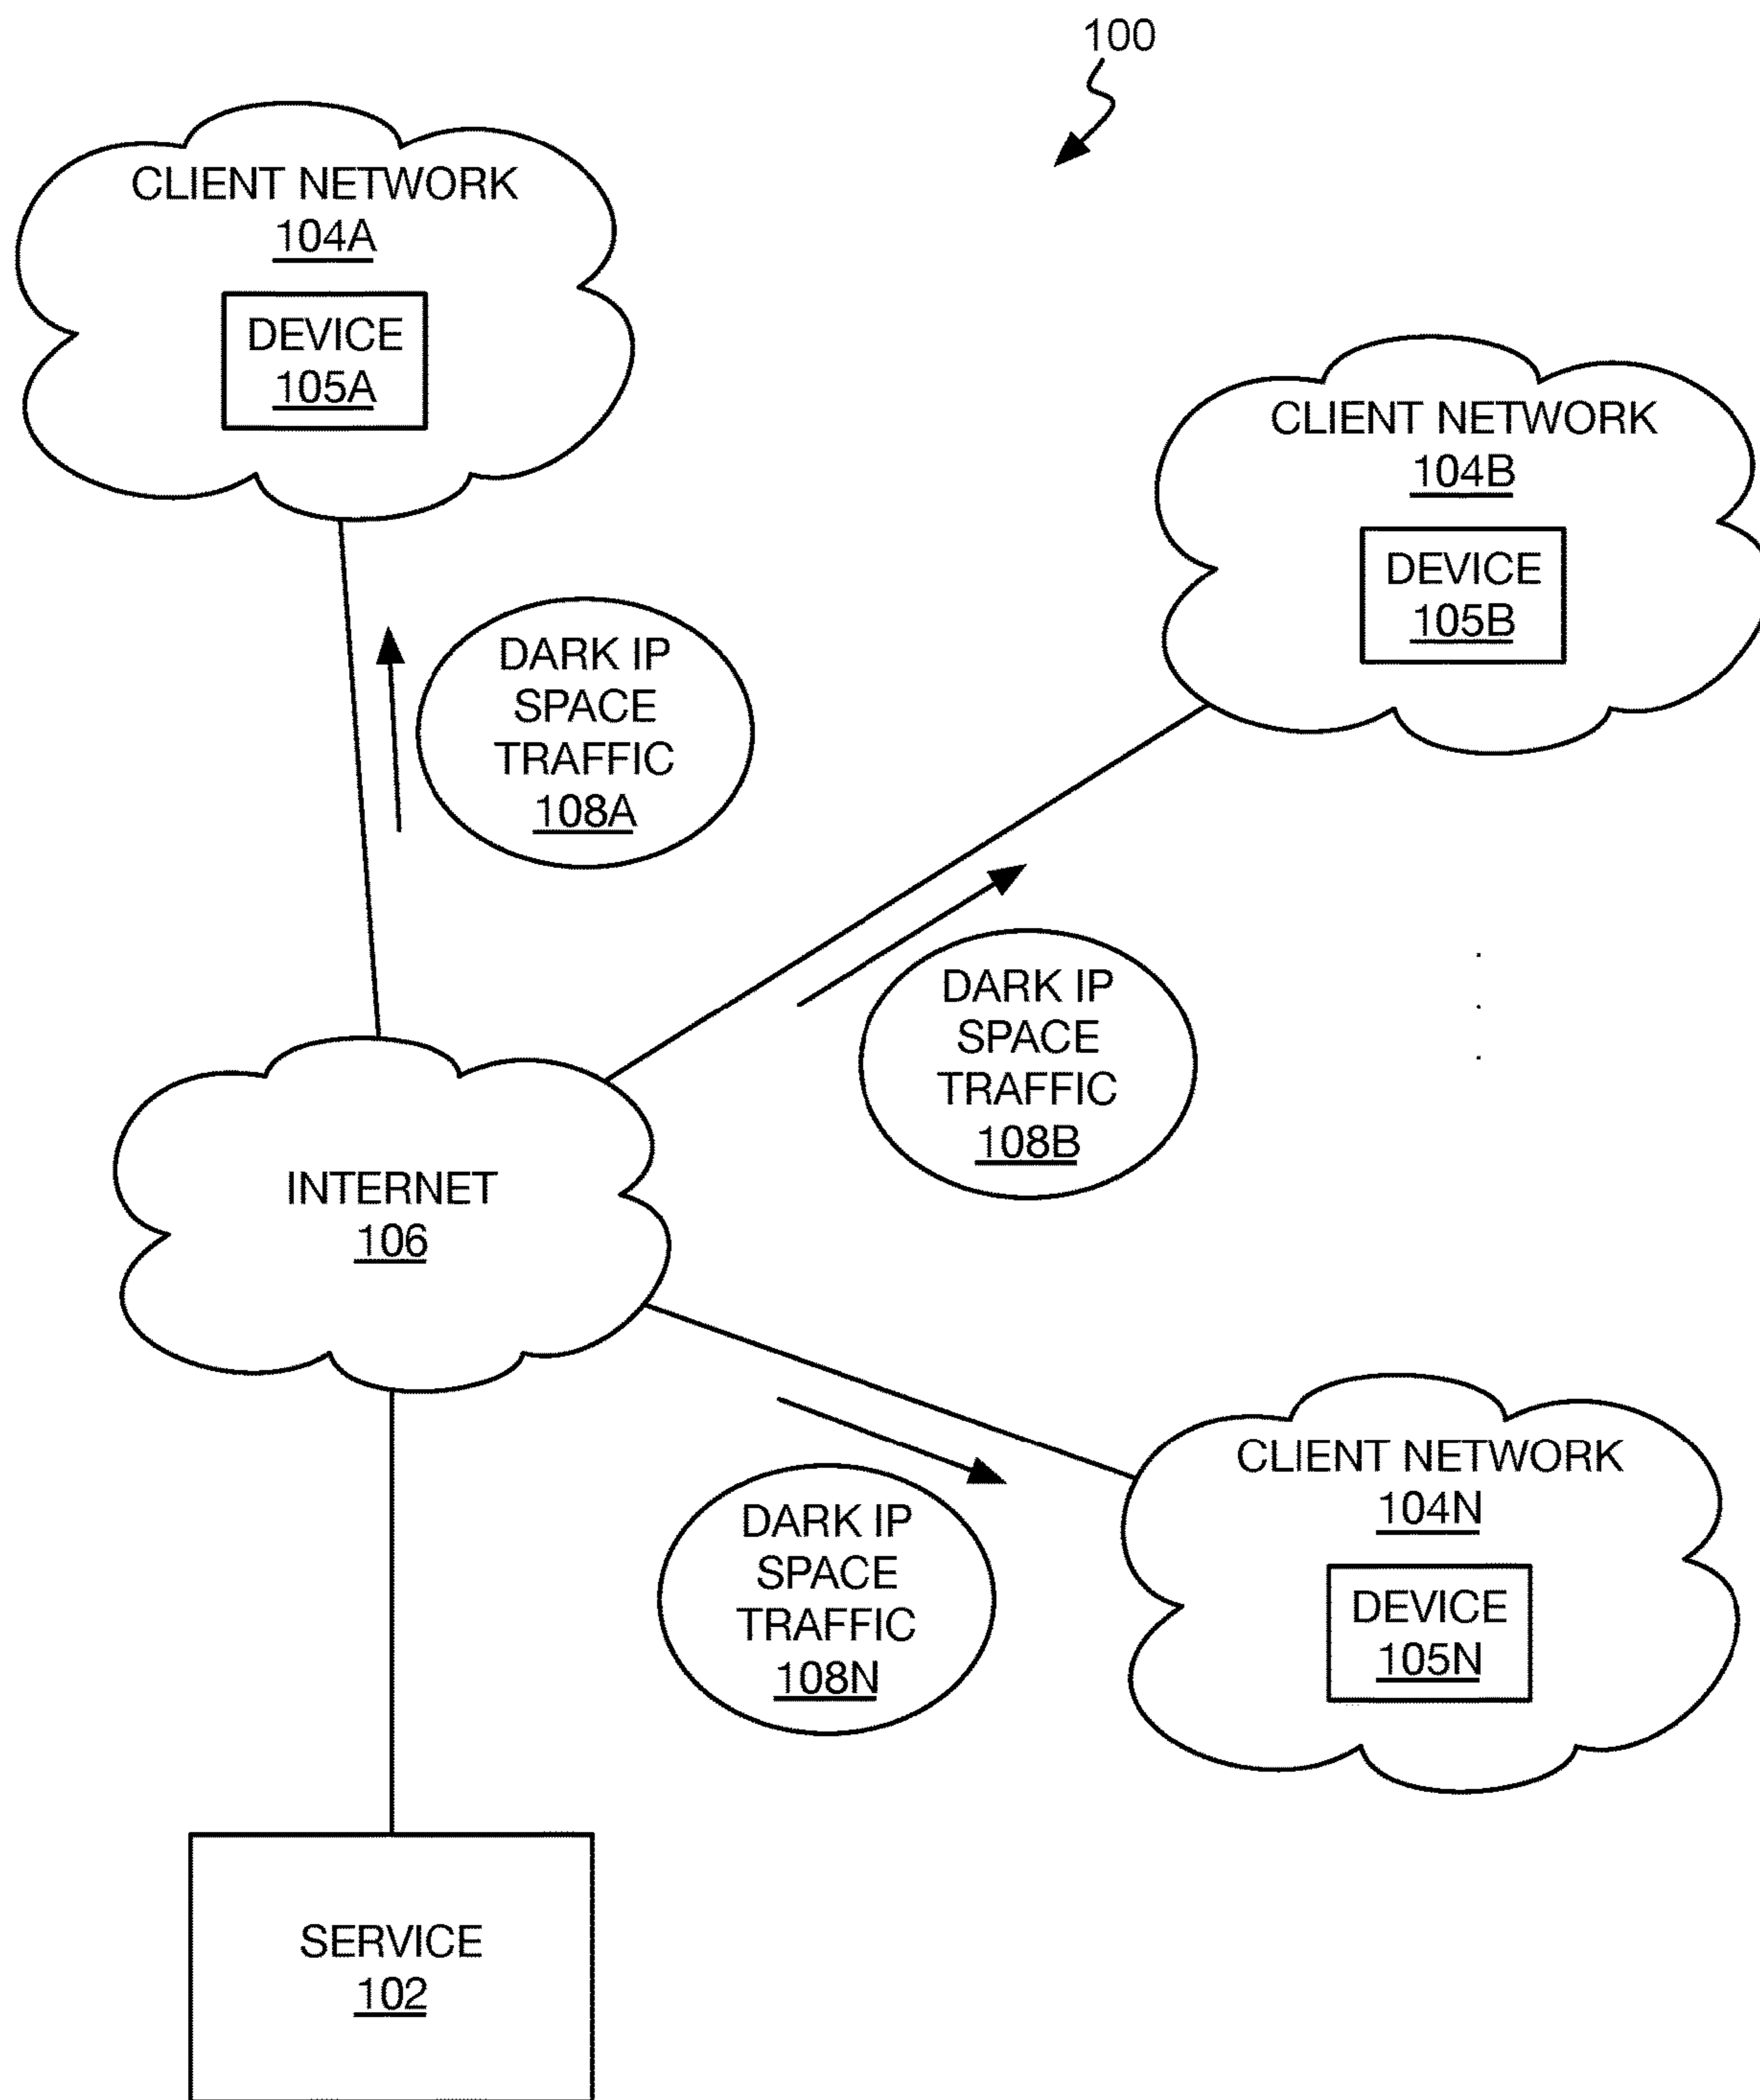 100
CLIENT NETWORK
104A
DEVICE
105A
CLIENT NETWORK
104B
DEVICE
105B
DARK IP
SPACE
TRAFFIC
108A
DARK IP
SPACE
TRAFFIC
108B
INTERNET
106
CLIENT NETWORK
104N
DEVICE
105N
DARK IP
SPACE
TRAFFIC
108N
SERVICE
102